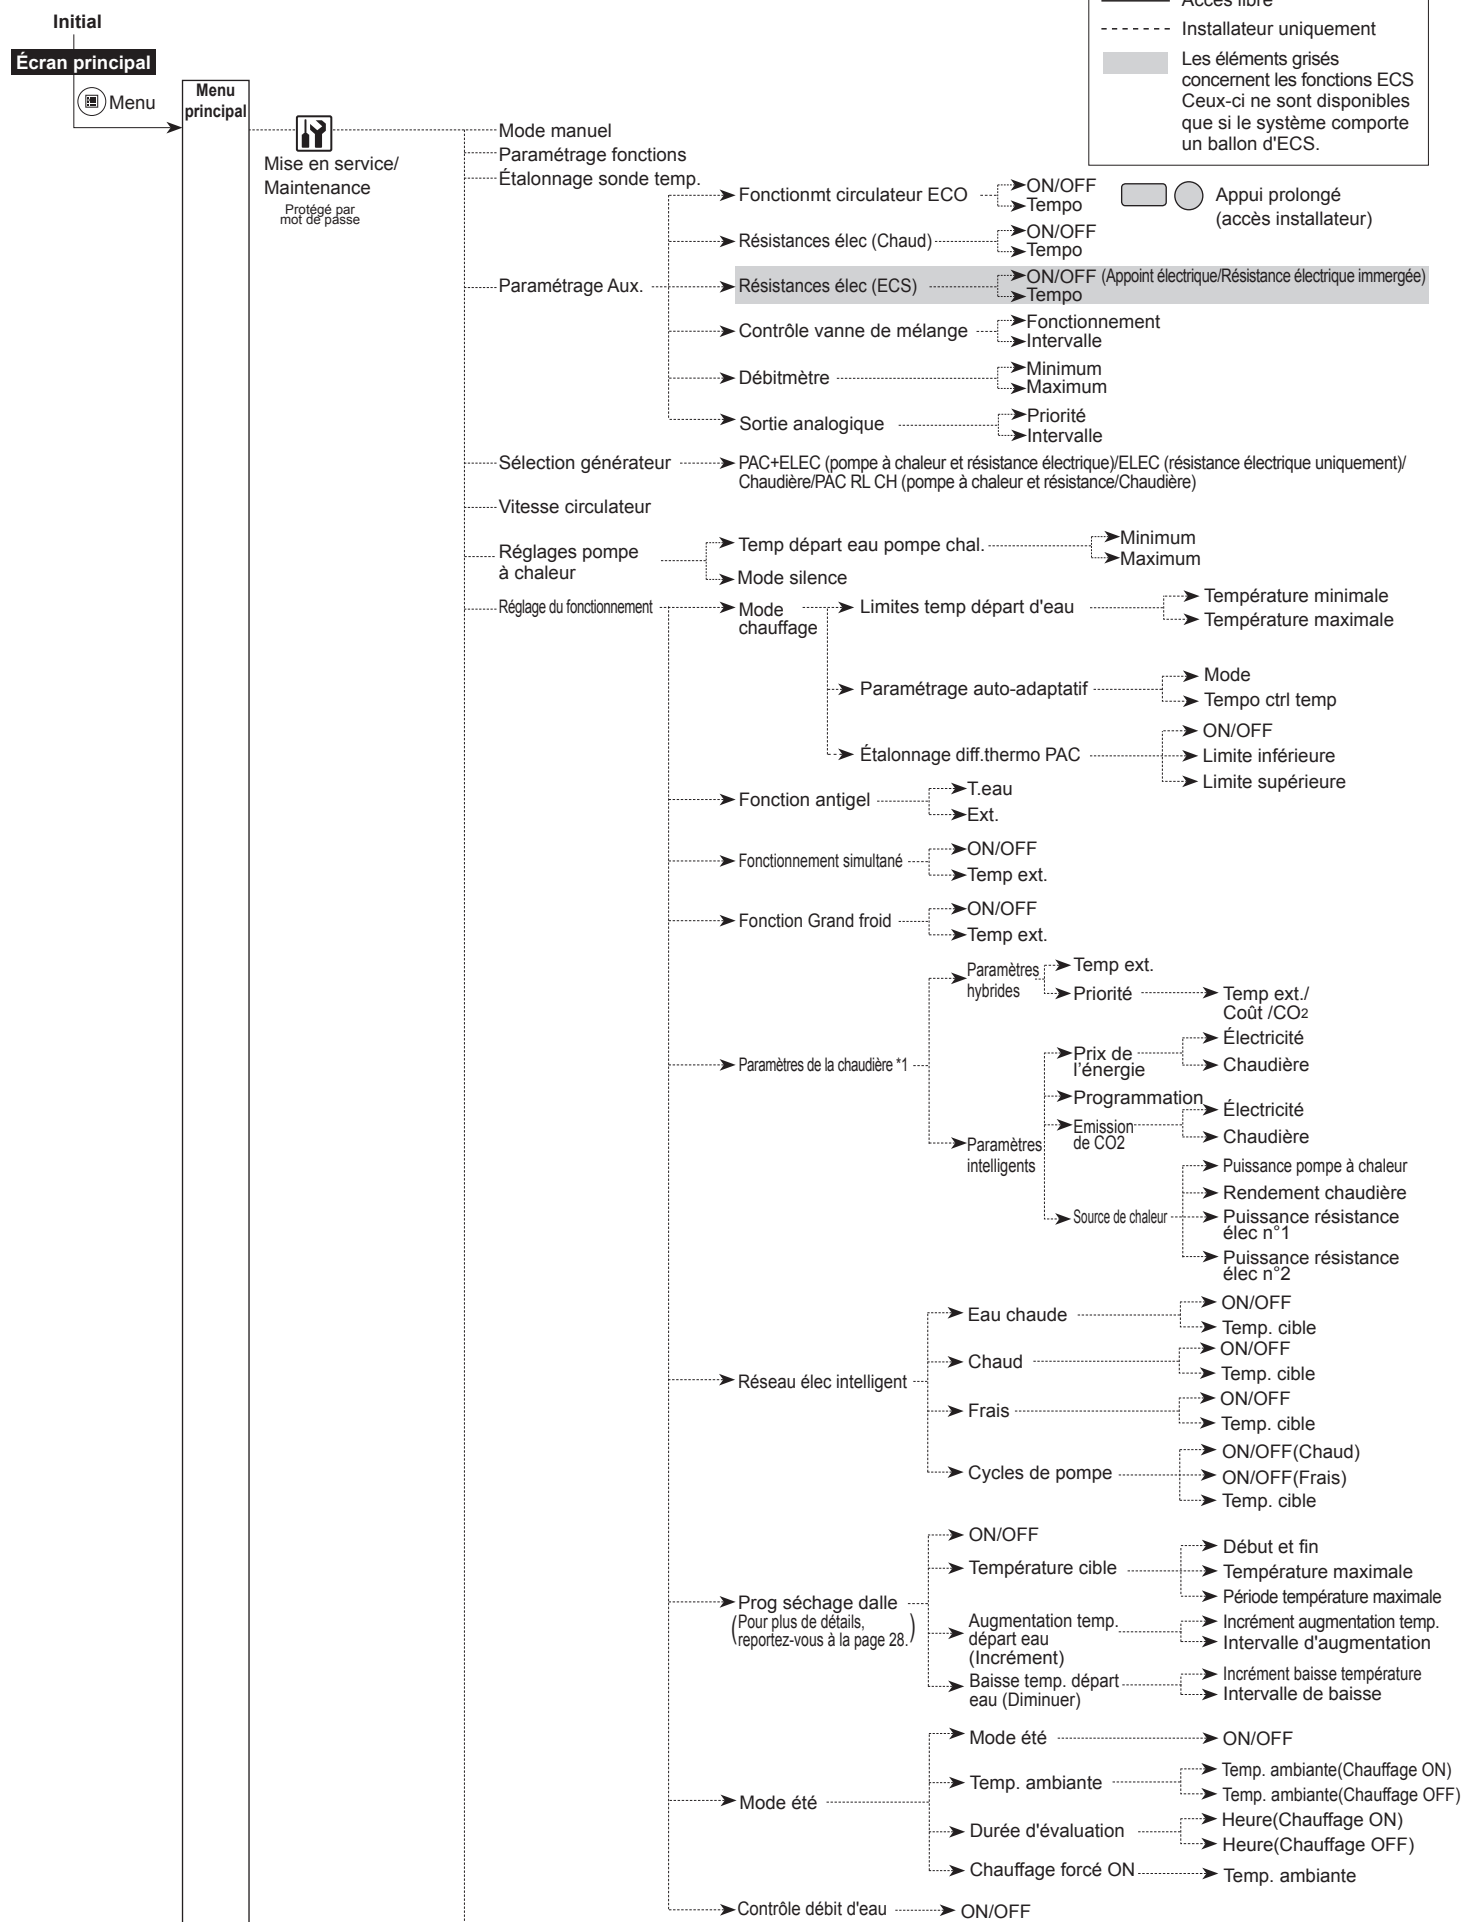 Accès libre
Installateur uniquement
Les éléments grisés
concernent les fonctions ECS
Ceux-ci ne sont disponibles
que si le système comporte
un ballon d'ECS.
Appui prolongé
(accès installateur)
Initial
Écran principal
Menu
Menu
principal
Mise en service/
Maintenance
Protégé par
mot de passe
Mode manuel
Paramétrage fonctions
Étalonnage sonde temp.
Paramétrage Aux.
Fonctionmt circulateur ECO
ON/OFF
Tempo
Résistances élec (Chaud)
ON/OFF
Tempo
Résistances élec (ECS)
ON/OFF (Appoint électrique/Résistance électrique immergée)
Tempo
Contrôle vanne de mélange
Fonctionnement
Intervalle
Débitmètre
Minimum
Maximum
Sortie analogique
Priorité
Intervalle
Sélection générateur
PAC+ELEC (pompe à chaleur et résistance électrique)/ELEC (résistance électrique uniquement)/
Chaudière/PAC RL CH (pompe à chaleur et résistance/Chaudière)
Vitesse circulateur
Réglages pompe
à chaleur
Temp départ eau pompe chal.
Minimum
Maximum
Mode silence
Réglage du fonctionnement
Mode
chauffage
Limites temp départ d'eau
Température minimale
Température maximale
Paramétrage auto-adaptatif
Mode
Tempo ctrl temp
Étalonnage diff.thermo PAC
ON/OFF
Limite inférieure
Limite supérieure
Fonction antigel
T.eau
Ext.
Fonctionnement simultané
ON/OFF
Temp ext.
Fonction Grand froid
ON/OFF
Temp ext.
Paramètres de la chaudière *1
Paramètres
hybrides
Temp ext.
Priorité
Temp ext./
Coût /CO2
Paramètres
intelligents
Prix de
l’énergie
Électricité
Chaudière
Programmation
Emission
de CO2
Électricité
Chaudière
Source de chaleur
Puissance pompe à chaleur
Rendement chaudière
Puissance résistance
élec n°1
Puissance résistance
élec n°2
Réseau élec intelligent
Eau chaude
ON/OFF
Temp. cible
Chaud
ON/OFF
Temp. cible
Frais
ON/OFF
Temp. cible
Cycles de pompe
ON/OFF(Chaud)
ON/OFF(Frais)
Temp. cible
Prog séchage dalle
(Pour plus de détails,
reportez-vous à la page 28.)
ON/OFF
Température cible
Début et fin
Température maximale
Période température maximale
Augmentation temp.
départ eau
(Incrément)
Incrément augmentation temp.
Intervalle d'augmentation
Baisse temp. départ
eau (Diminuer)
Incrément baisse température
Intervalle de baisse
Mode été
Mode été
ON/OFF
Temp. ambiante
Temp. ambiante(Chauffage ON)
Temp. ambiante(Chauffage OFF)
Durée d'évaluation
Heure(Chauffage ON)
Heure(Chauffage OFF)
Chauffage forcé ON
Temp. ambiante
Contrôle débit d'eau
ON/OFF